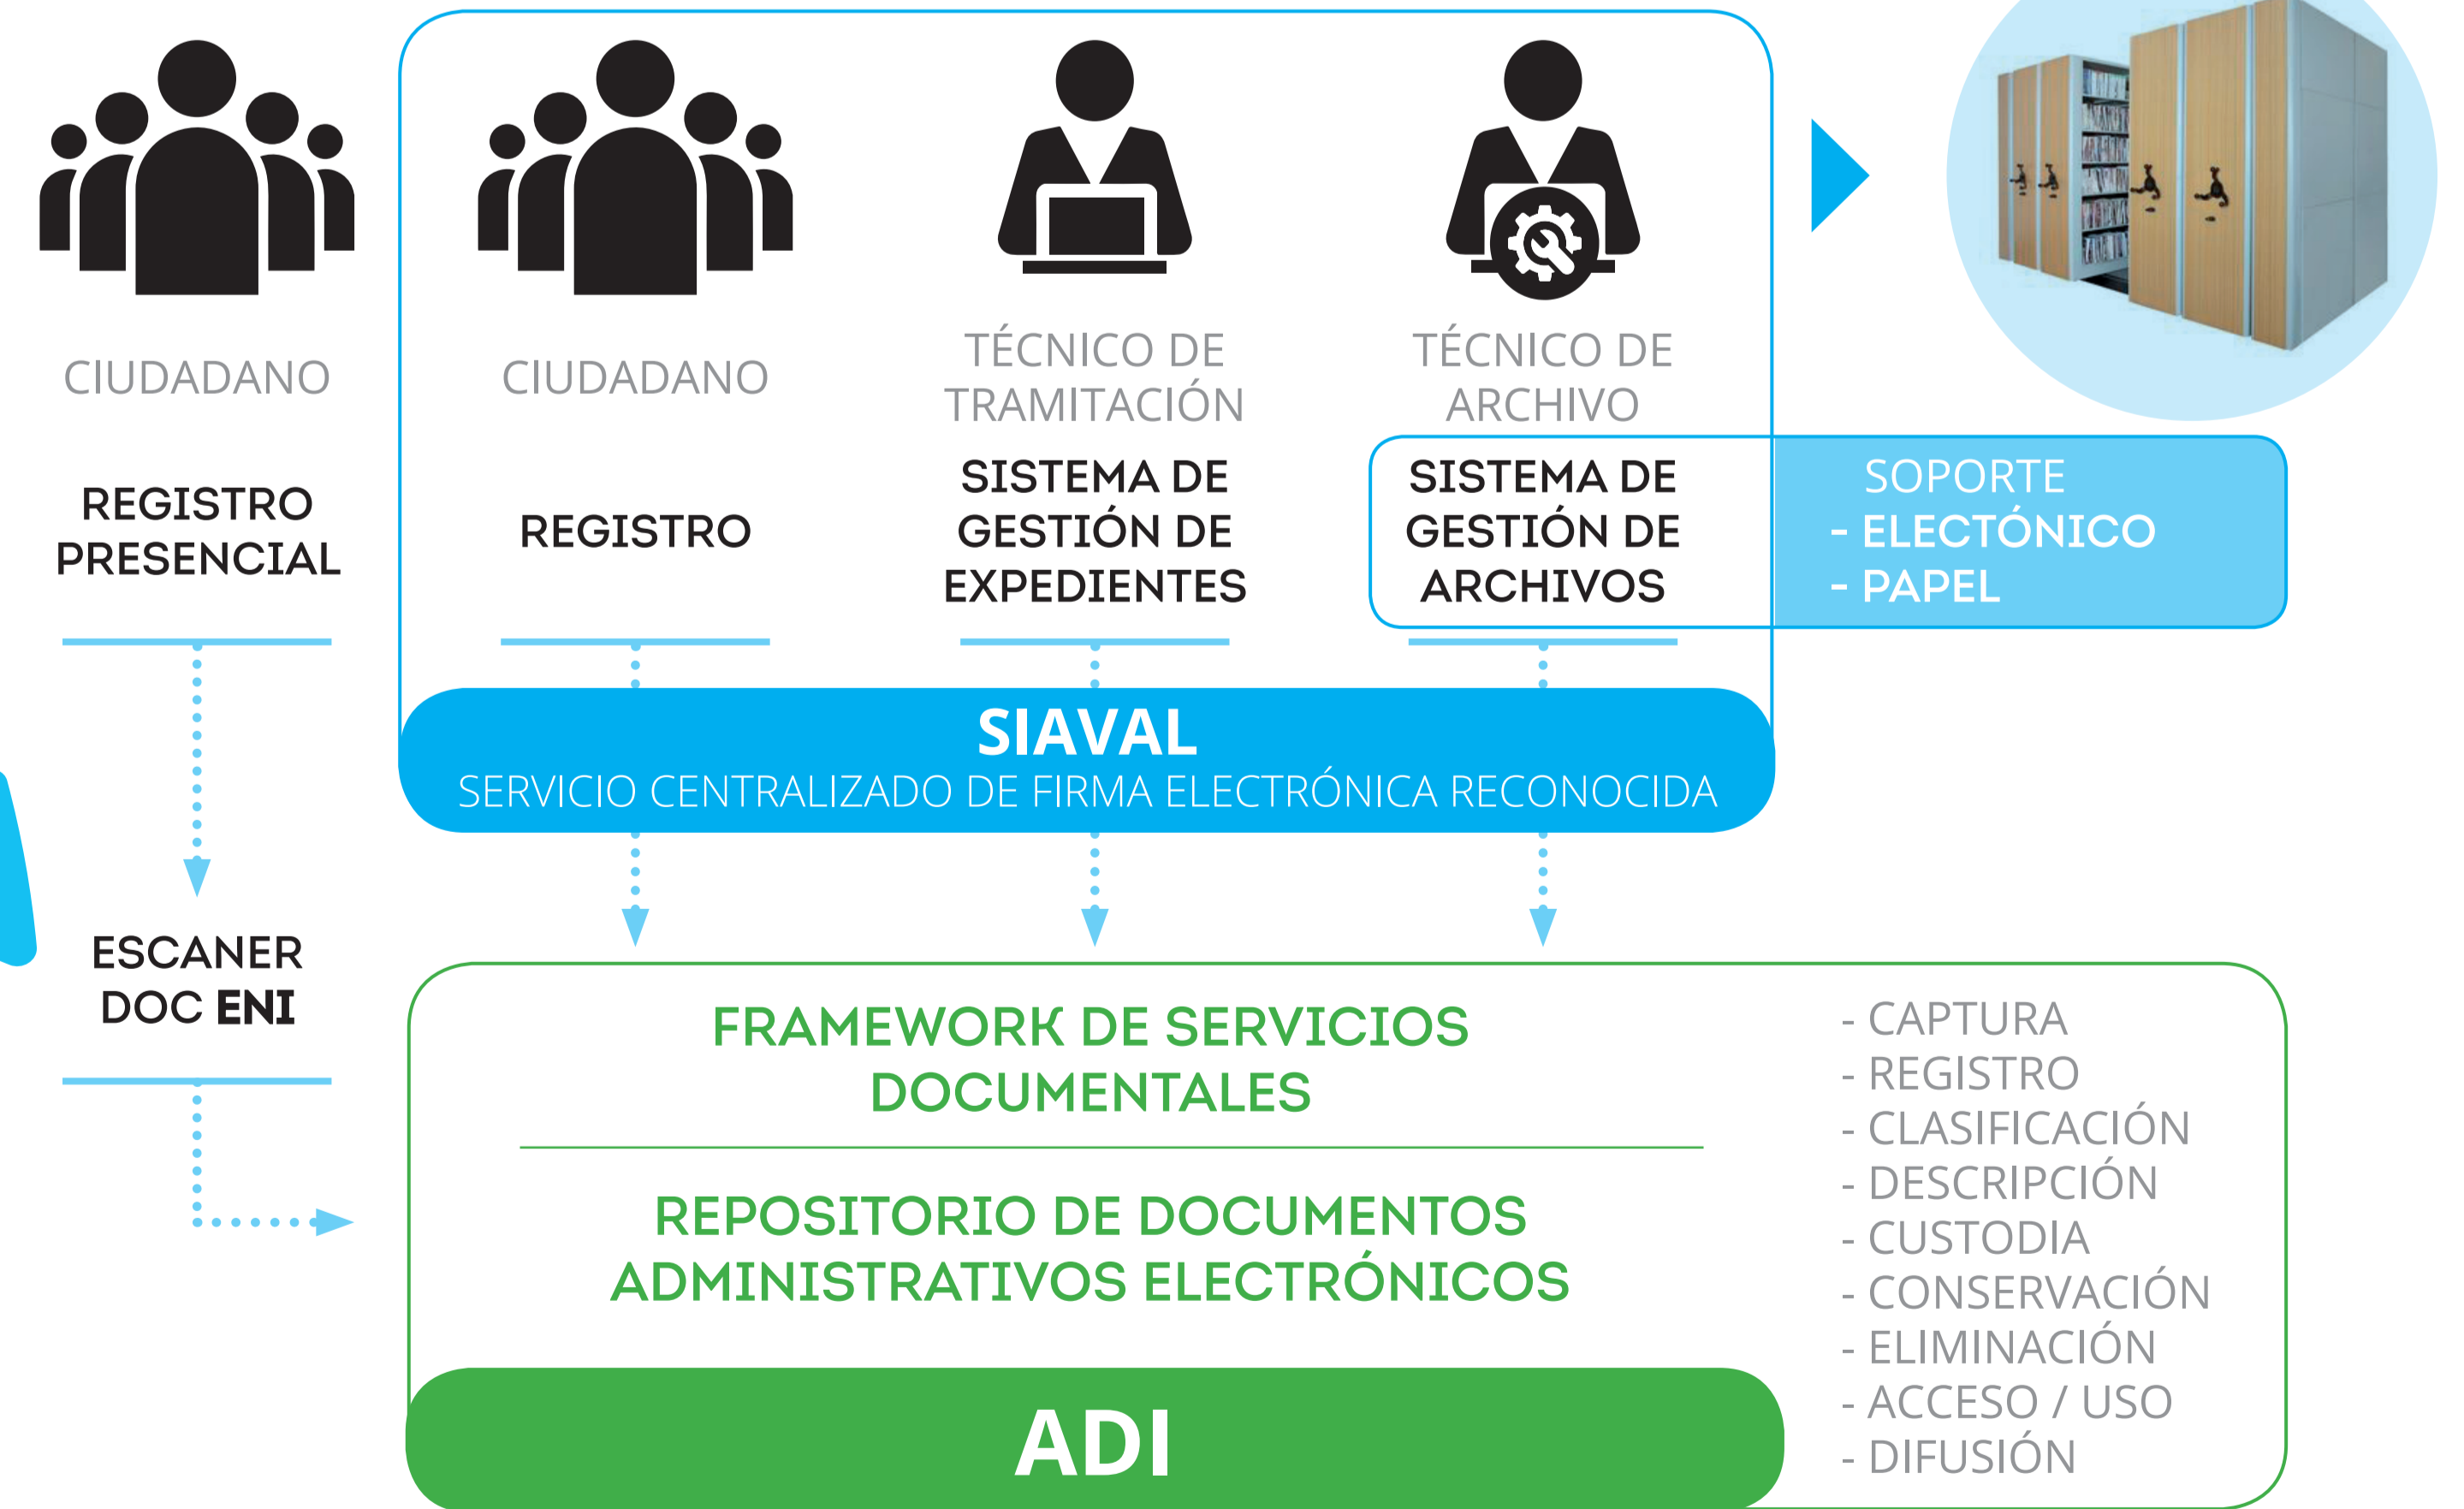 CIUDADANO
REGISTRO
PRESENCIAL
ESCANER
DOC ENI
CIUDADANO
REGISTRO
TÉCNICO DE
TRAMITACIÓN
SISTEMA DE
GESTIÓN DE
EXPEDIENTES
TÉCNICO DE
ARCHIVO
SISTEMA DE
GESTIÓN DE
ARCHIVOS
SOPORTE
- ELECTÓNICO
- PAPEL
SIAVAL
SERVICIO CENTRALIZADO DE FIRMA ELECTRÓNICA RECONOCIDA
FRAMEWORK DE SERVICIOS
DOCUMENTALES
REPOSITORIO DE DOCUMENTOS
ADMINISTRATIVOS ELECTRÓNICOS
ADI
- CAPTURA
- REGISTRO
- CLASIFICACIÓN
- DESCRIPCIÓN
- CUSTODIA
- CONSERVACIÓN
- ELIMINACIÓN
- ACCESO / USO
- DIFUSIÓN